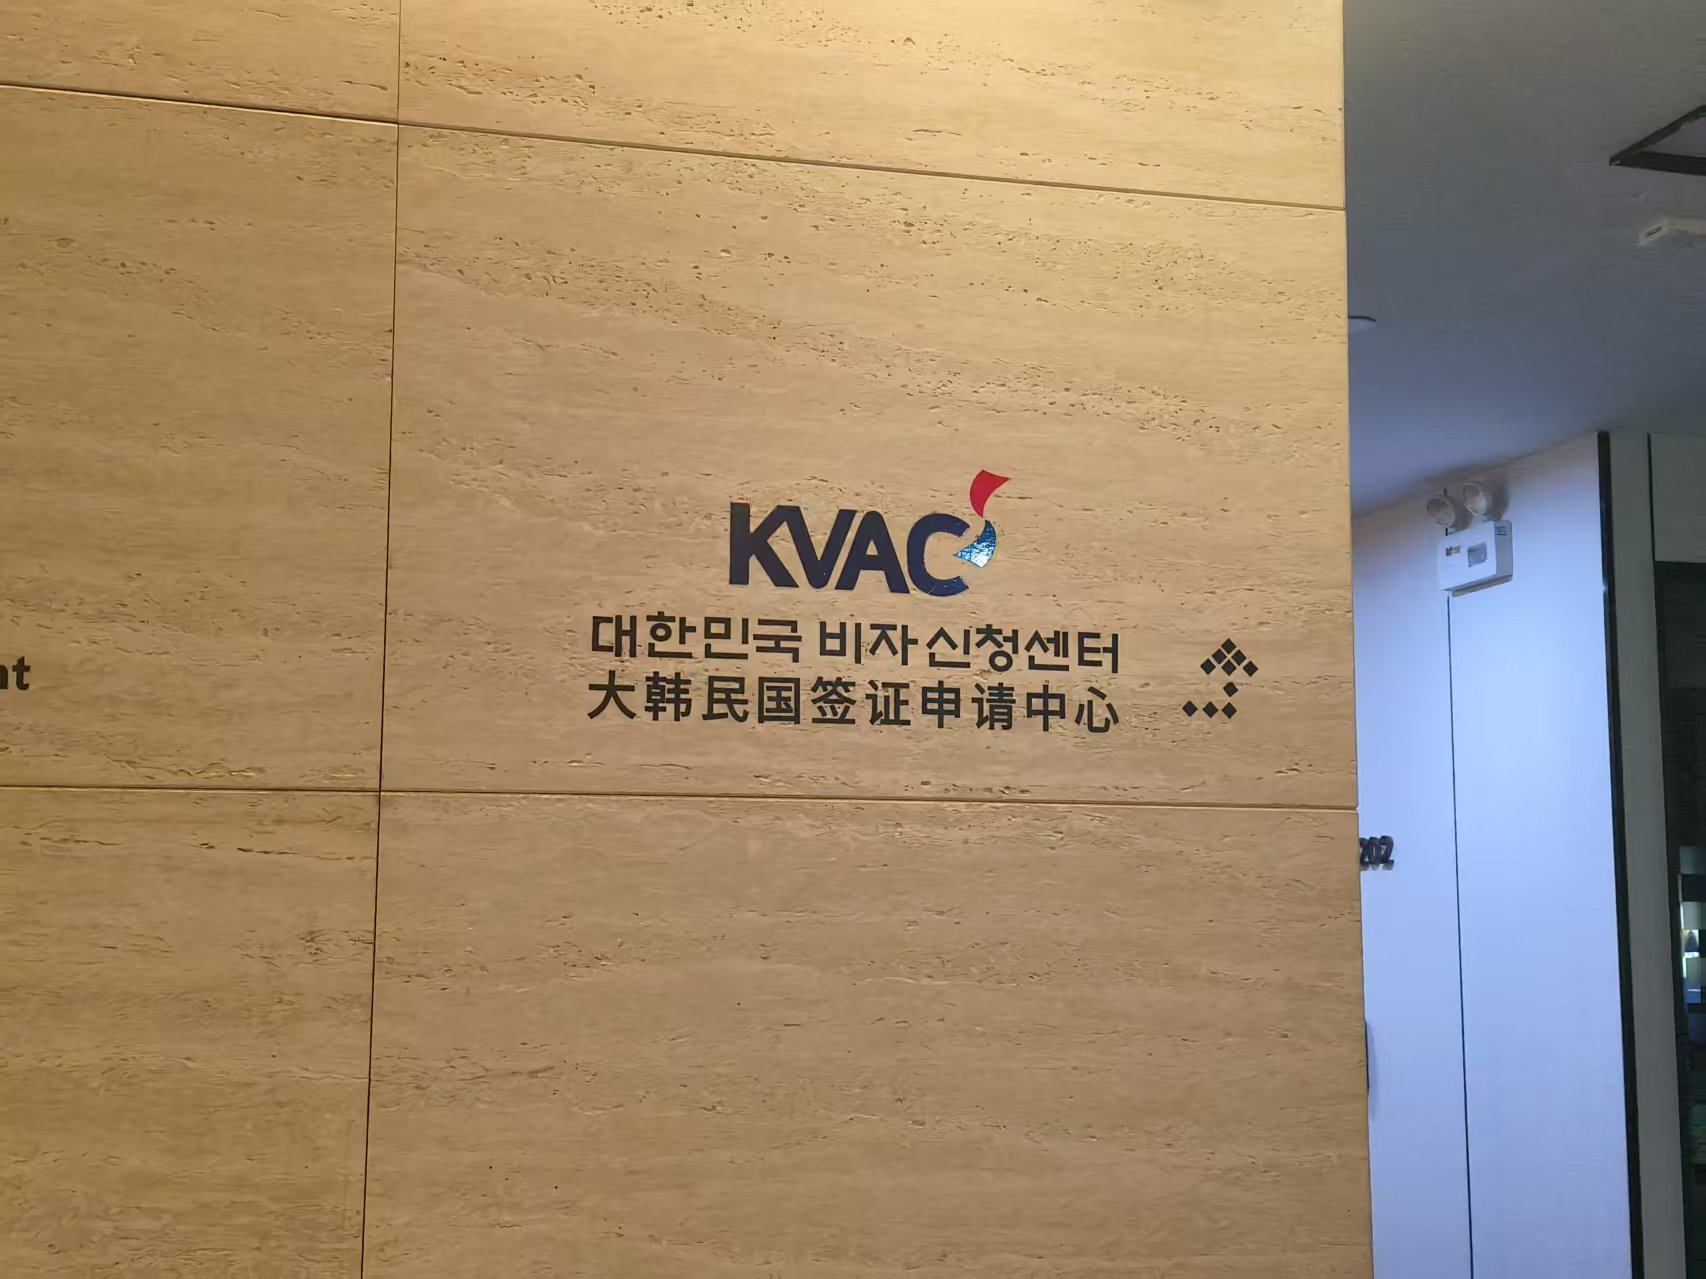 KVAC
대한민국 비자신청센터
大韩民国签证申请中心
202